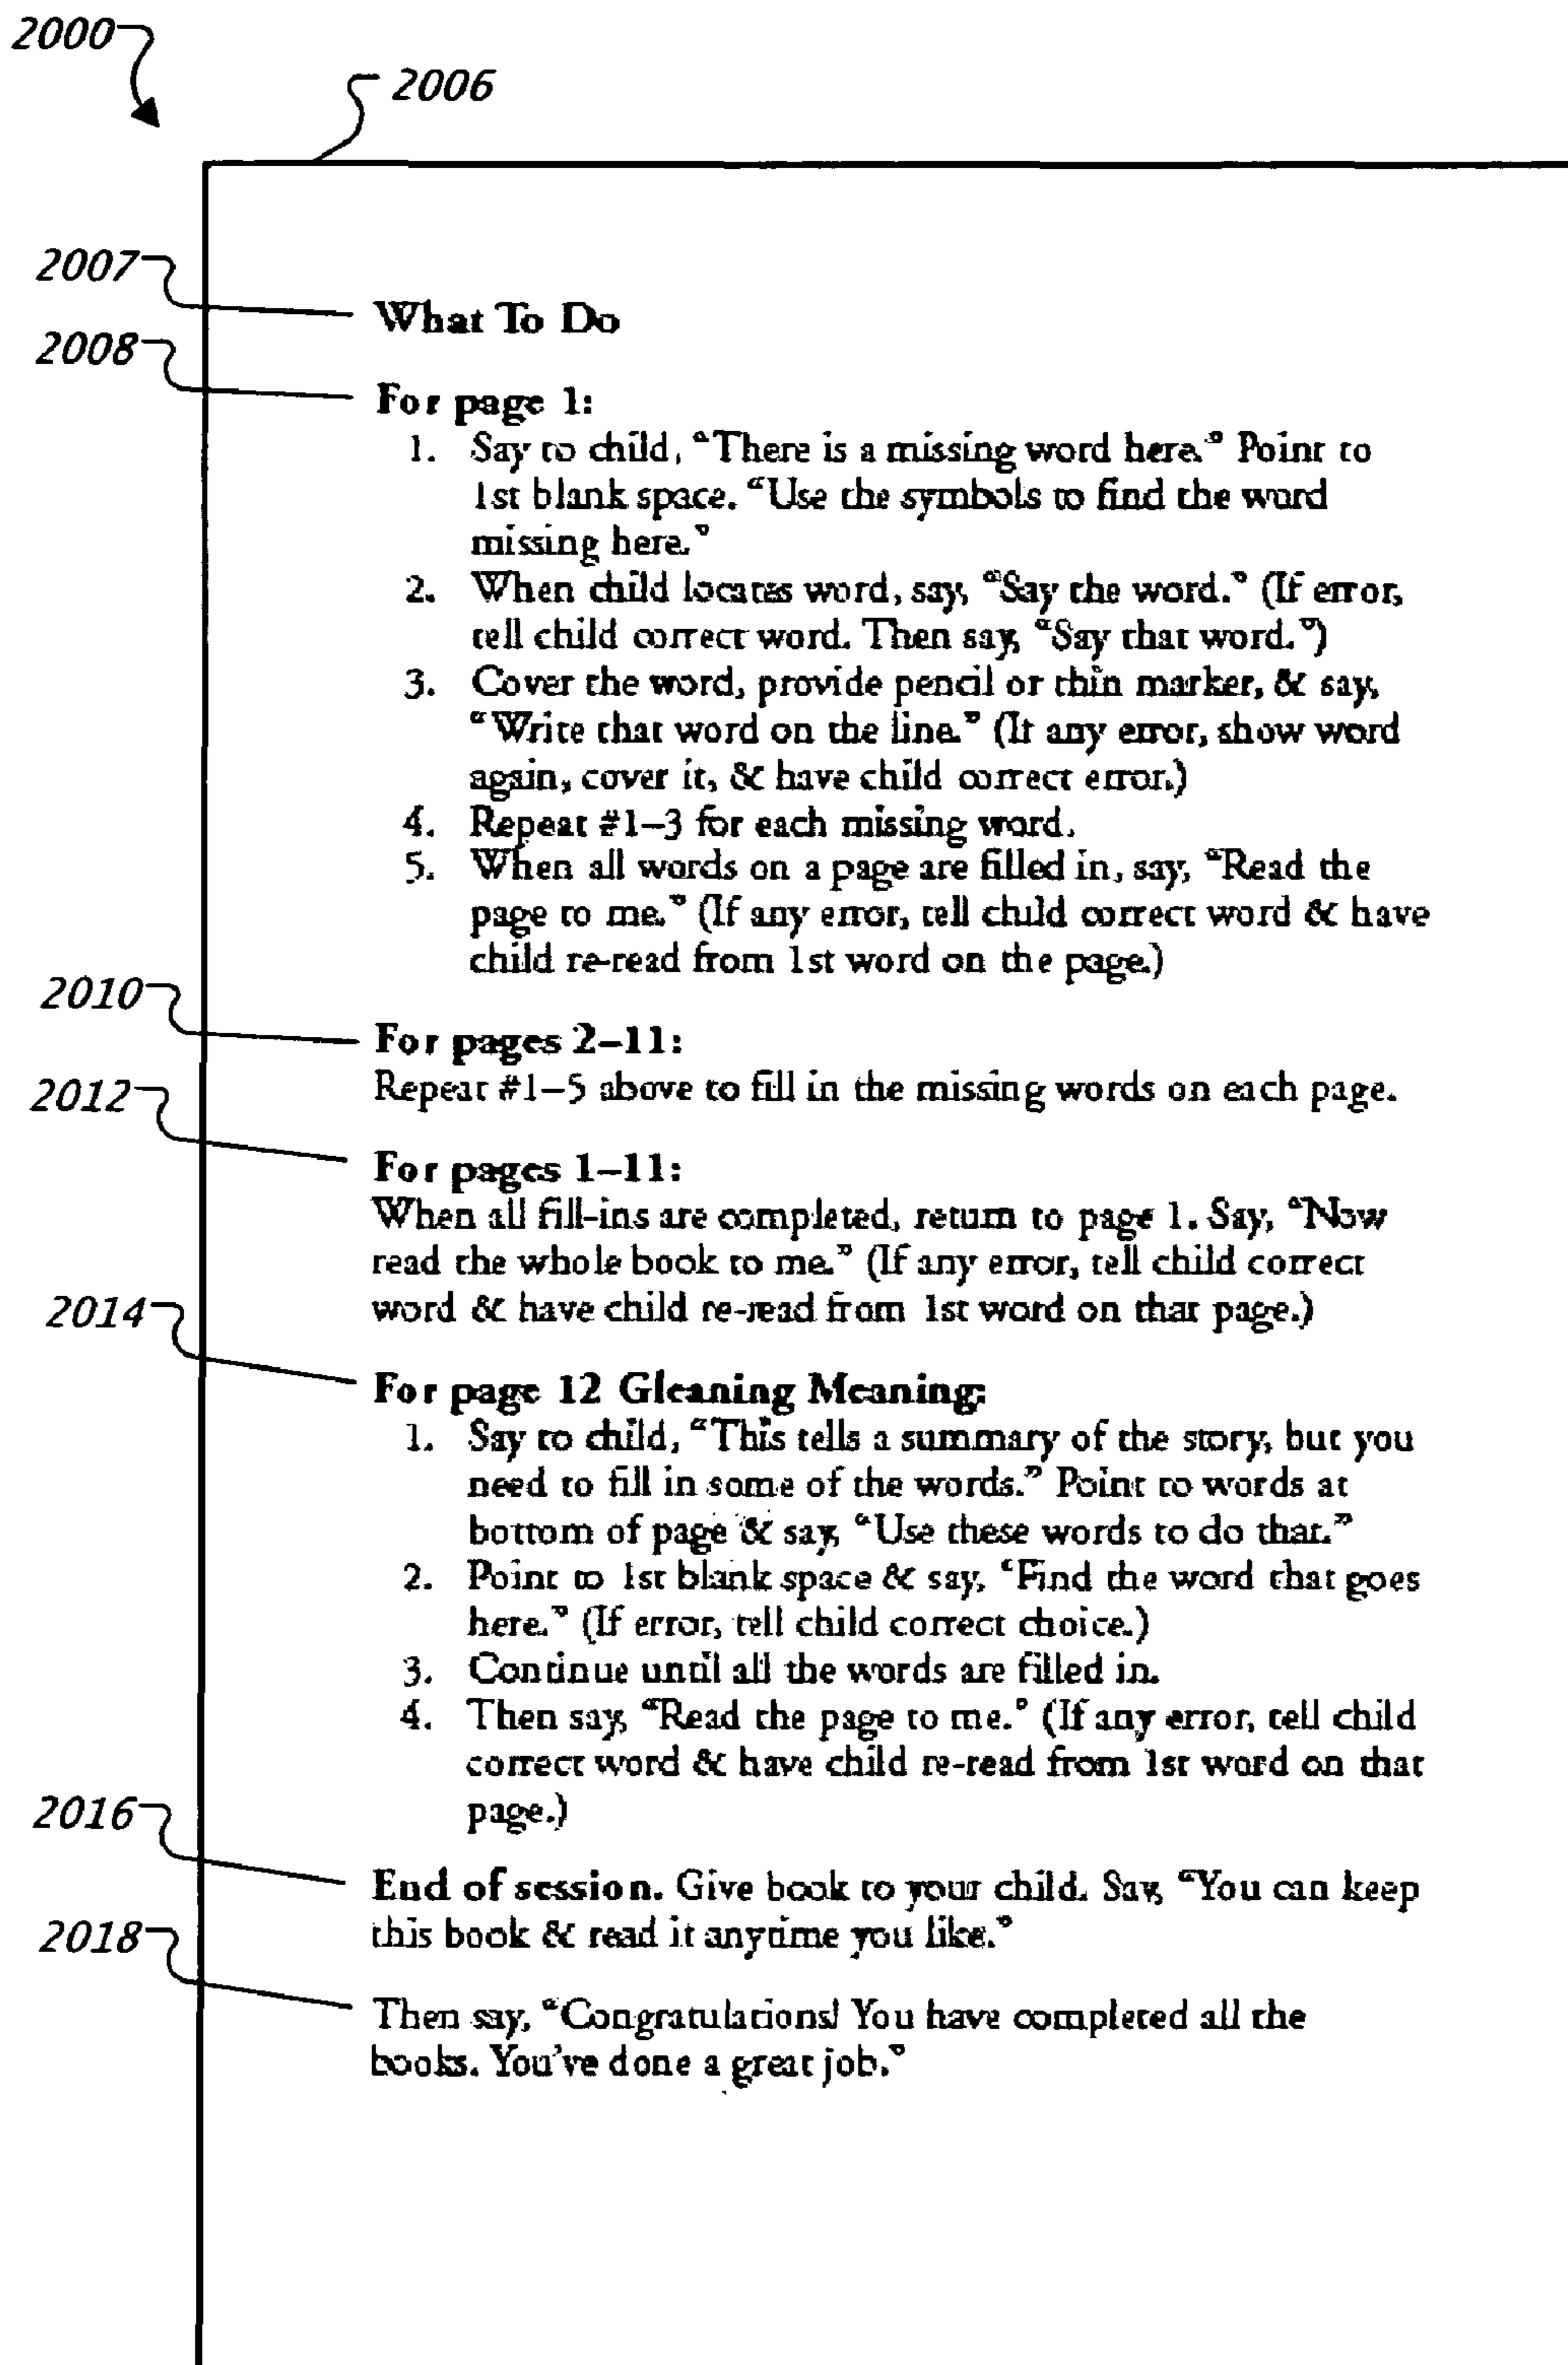 2000
2006
2007
What To Do
2008
For page 1:
1. Say to child, "There is a missing word here." Point to
1st blank space. "Use the symbols to find the word
missing here."
2. When child locates word, say, "Say the word." (If error,
tell child correct word. Then say, "Say that word.")
3. Cover the word, provide pencil or thin marker, & say,
"Write that word on the line." (It any error, show word
again, cover it, & have child correct error.)
4. Repeat #1–3 for each missing word.
5. When all words on a page are filled in, say, "Read the
page to me." (If any error, tell child correct word & have
child re-read from 1st word on the page.)
2010
For pages 2–11:
Repeat #1–5 above to fill in the missing words on each page.
2012
For pages 1–11:
When all fill-ins are completed, return to page 1. Say, "Now
read the whole book to me." (If any error, tell child correct
word & have child re-read from 1st word on that page.)
2014
For page 12 Gleaning Meaning:
1. Say to child, "This tells a summary of the story, but you
need to fill in some of the words." Point to words at
bottom of page & say, "Use these words to do that."
2. Point to 1st blank space & say, "Find the word that goes
here." (If error, tell child correct choice.)
3. Continue until all the words are filled in.
4. Then say, "Read the page to me." (If any error, tell child
correct word & have child re-read from 1st word on that
page.)
2016
End of session. Give book to your child. Say, "You can keep
this book & read it anytime you like."
2018
Then say, "Congratulations! You have completed all the
books. You've done a great job."